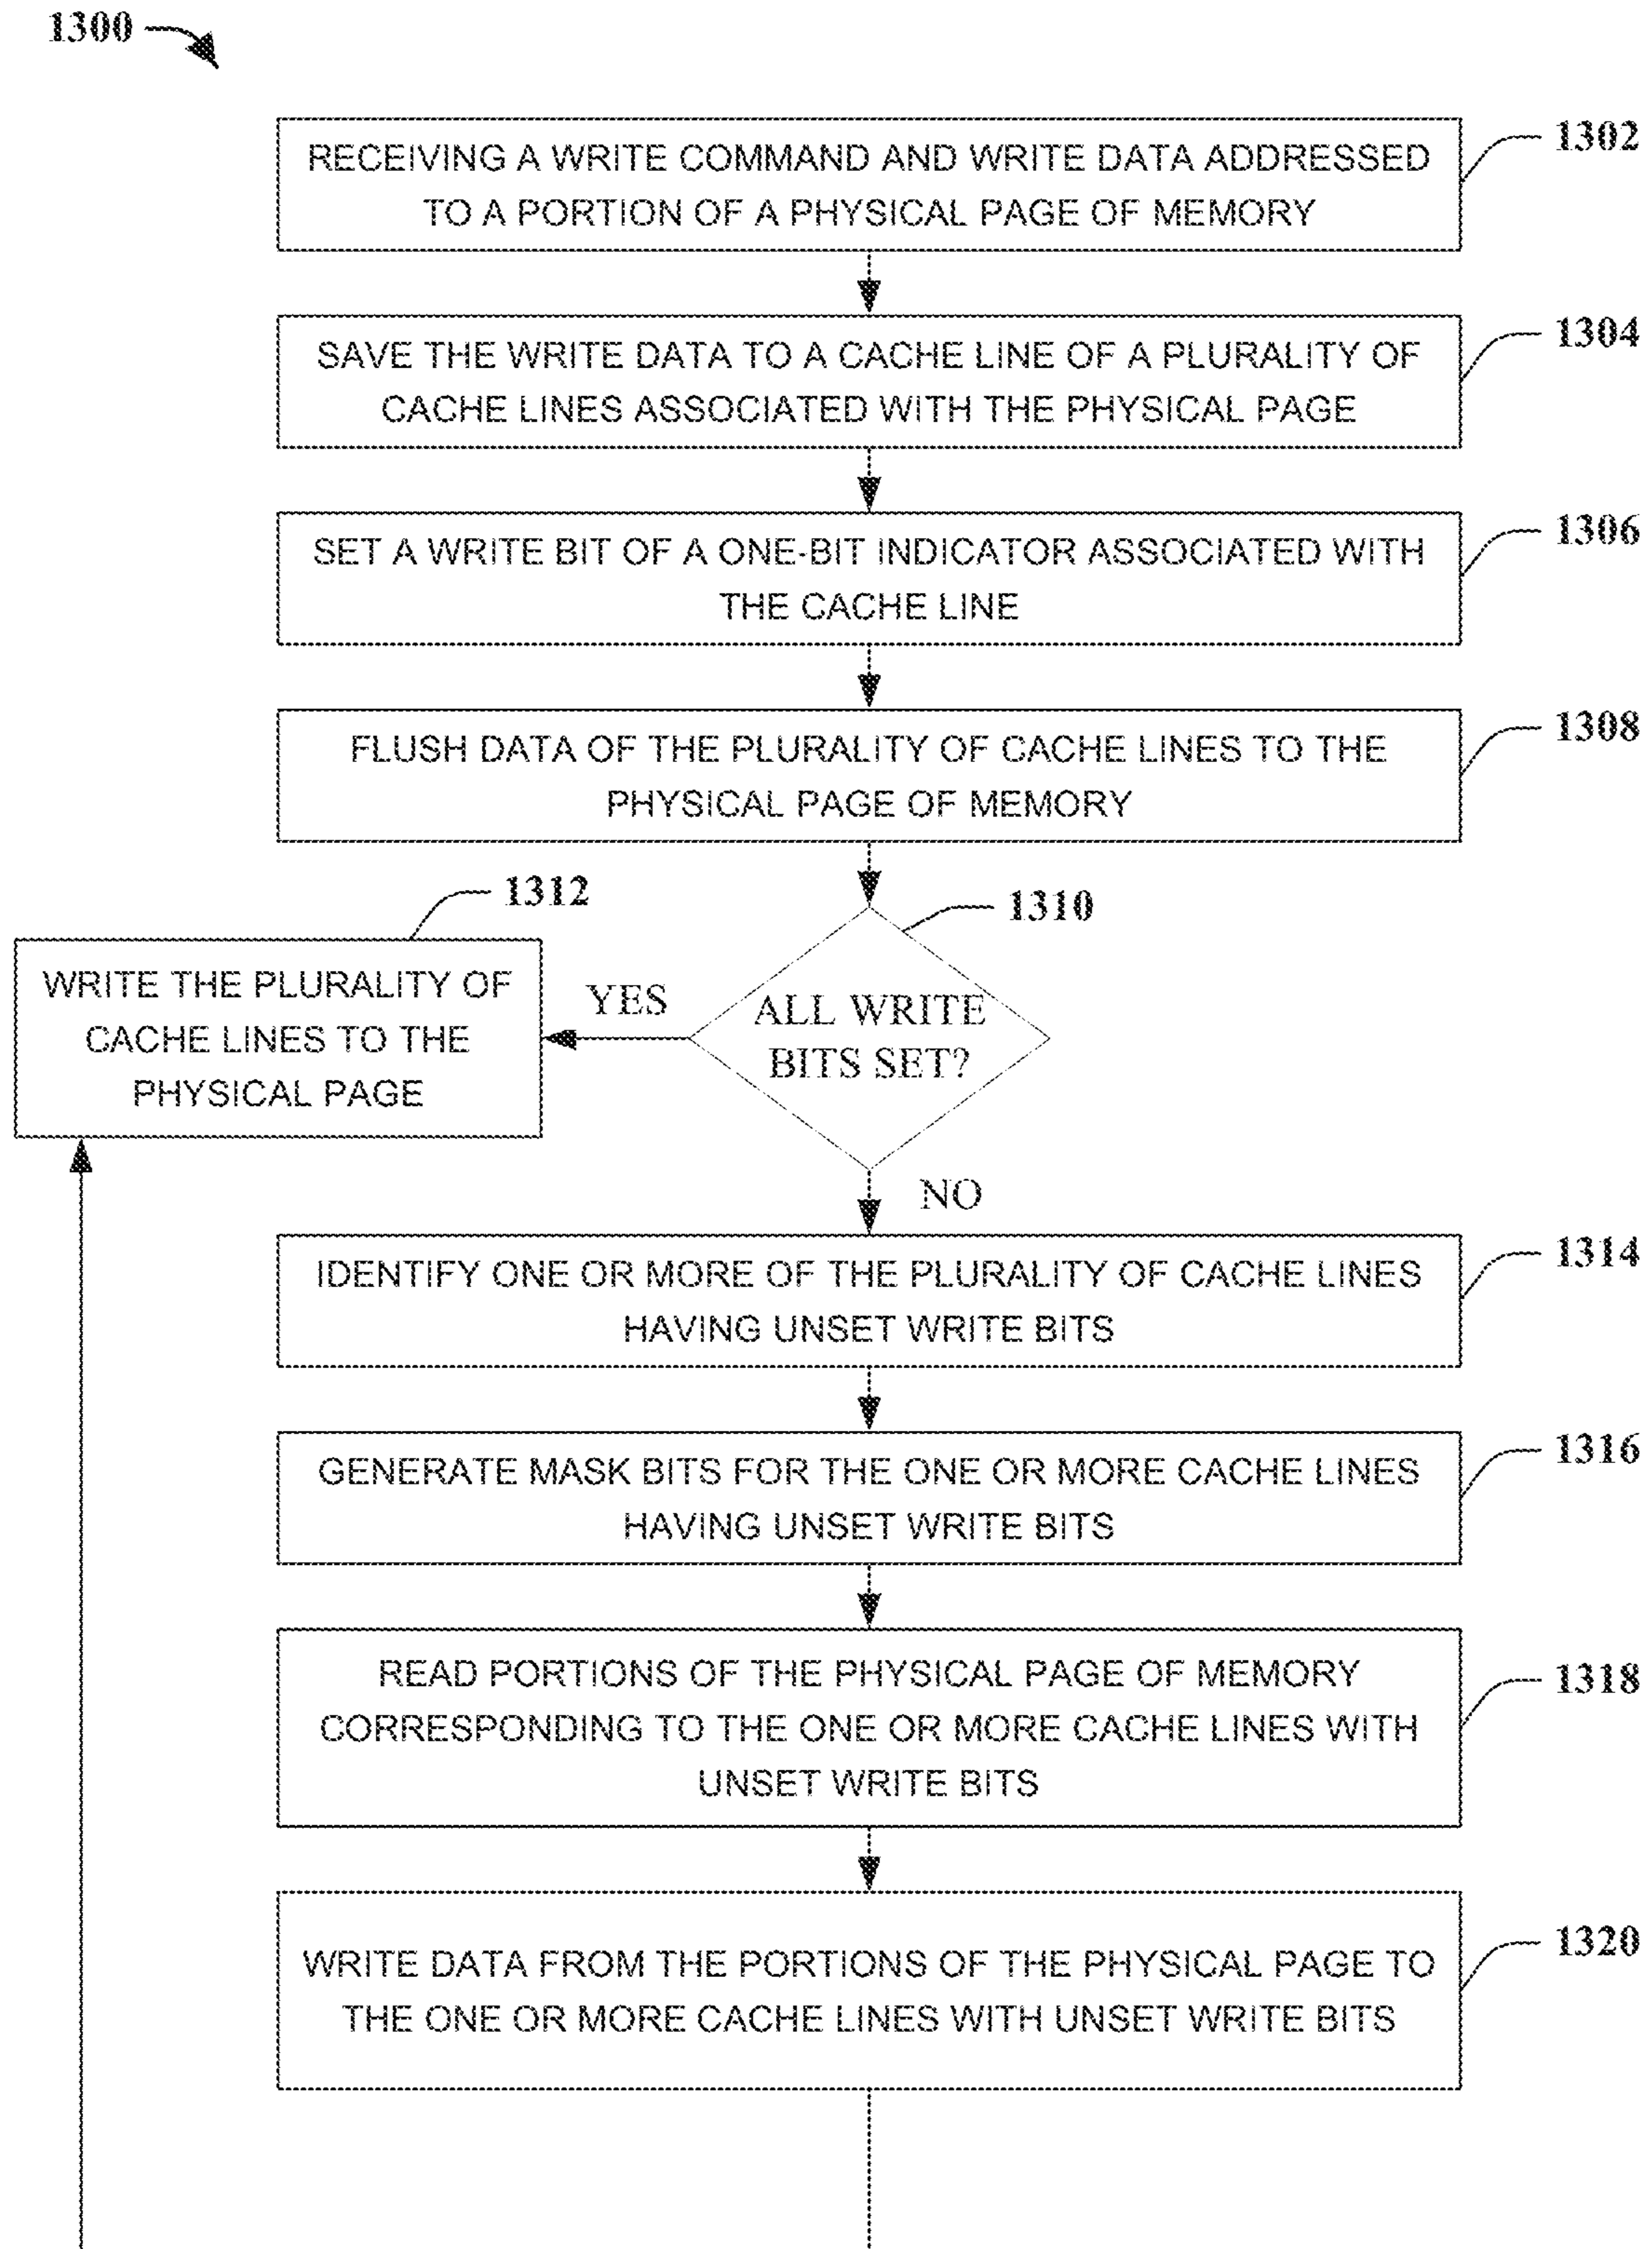 1300
RECEIVING A WRITE COMMAND AND WRITE DATA ADDRESSED
TO A PORTION OF A PHYSICAL PAGE OF MEMORY
1302
SAVE THE WRITE DATA TO A CACHE LINE OF A PLURALITY OF
CACHE LINES ASSOCIATED WITH THE PHYSICAL PAGE
1304
SET A WRITE BIT OF A ONE-BIT INDICATOR ASSOCIATED WITH
THE CACHE LINE
1306
FLUSH DATA OF THE PLURALITY OF CACHE LINES TO THE
PHYSICAL PAGE OF MEMORY
1308
1310
ALL WRITE
BITS SET?
YES
1312
WRITE THE PLURALITY OF
CACHE LINES TO THE
PHYSICAL PAGE
NO
IDENTIFY ONE OR MORE OF THE PLURALITY OF CACHE LINES
HAVING UNSET WRITE BITS
1314
GENERATE MASK BITS FOR THE ONE OR MORE CACHE LINES
HAVING UNSET WRITE BITS
1316
READ PORTIONS OF THE PHYSICAL PAGE OF MEMORY
CORRESPONDING TO THE ONE OR MORE CACHE LINES WITH
UNSET WRITE BITS
1318
WRITE DATA FROM THE PORTIONS OF THE PHYSICAL PAGE TO
THE ONE OR MORE CACHE LINES WITH UNSET WRITE BITS
1320